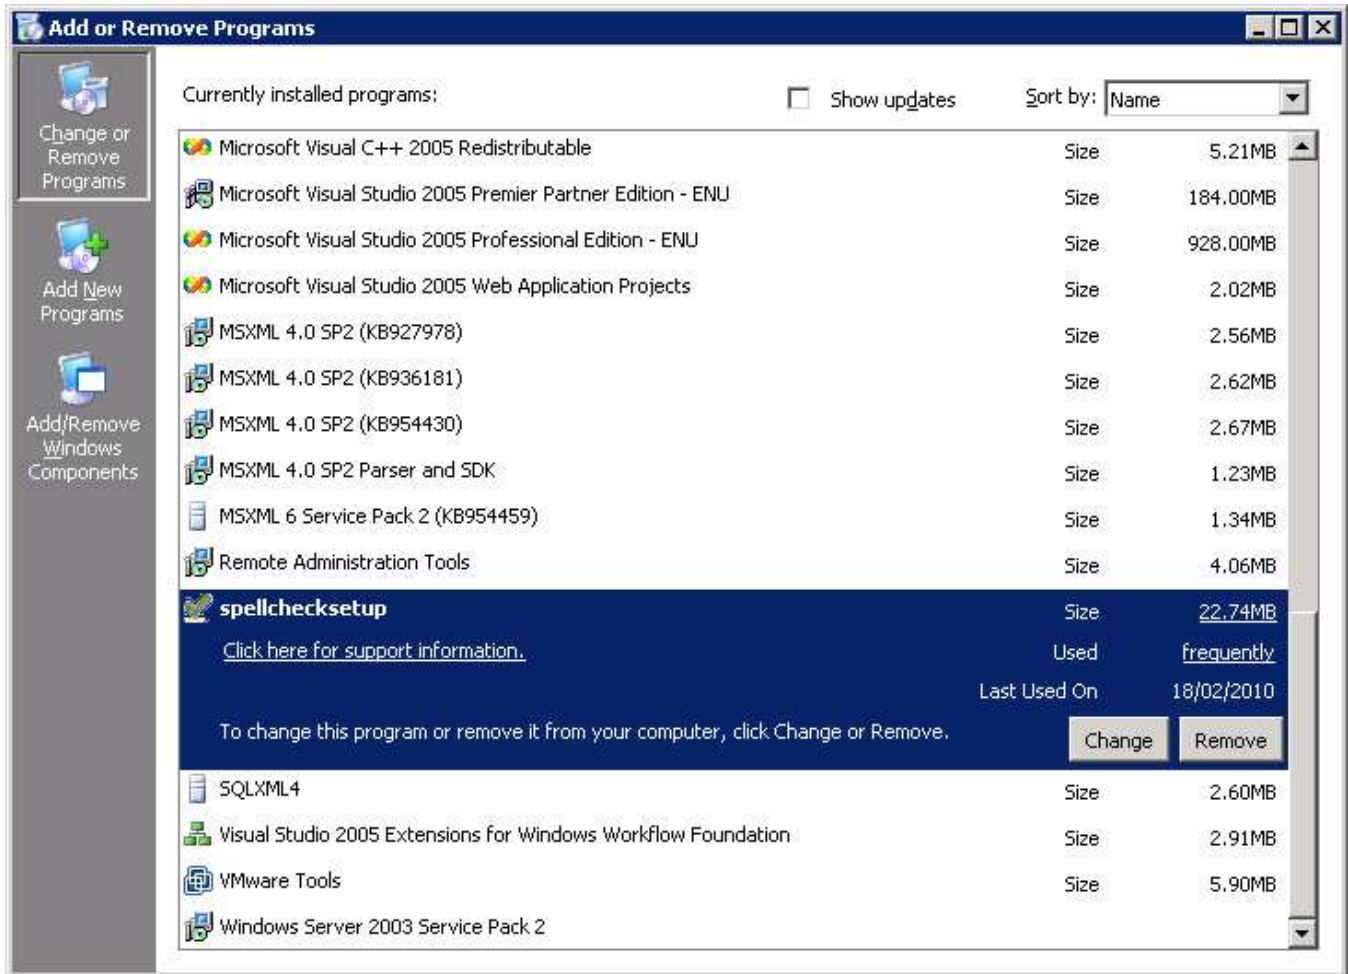 Add or Remove Programs
Change or
Remove
Programs
Add New
Programs
Add/Remove
Windows
Components
Currently installed programs:
Show updates
Sort by: Name
Microsoft Visual C++ 2005 Redistributable Size 5.21MB
Microsoft Visual Studio 2005 Premier Partner Edition - ENU Size 184.00MB
Microsoft Visual Studio 2005 Professional Edition - ENU Size 928.00MB
Microsoft Visual Studio 2005 Web Application Projects Size 2.02MB
MSXML 4.0 SP2 (KB927978) Size 2.56MB
MSXML 4.0 SP2 (KB936181) Size 2.62MB
MSXML 4.0 SP2 (KB954430) Size 2.67MB
MSXML 4.0 SP2 Parser and SDK Size 1.23MB
MSXML 6 Service Pack 2 (KB954459) Size 1.34MB
Remote Administration Tools Size 4.06MB
spellchecksetup Size 22.74MB
Click here for support information. Used frequently
Last Used On 18/02/2010
To change this program or remove it from your computer, click Change or Remove. Change Remove
SQLXML4 Size 2.60MB
Visual Studio 2005 Extensions for Windows Workflow Foundation Size 2.91MB
VMware Tools Size 5.90MB
Windows Server 2003 Service Pack 2